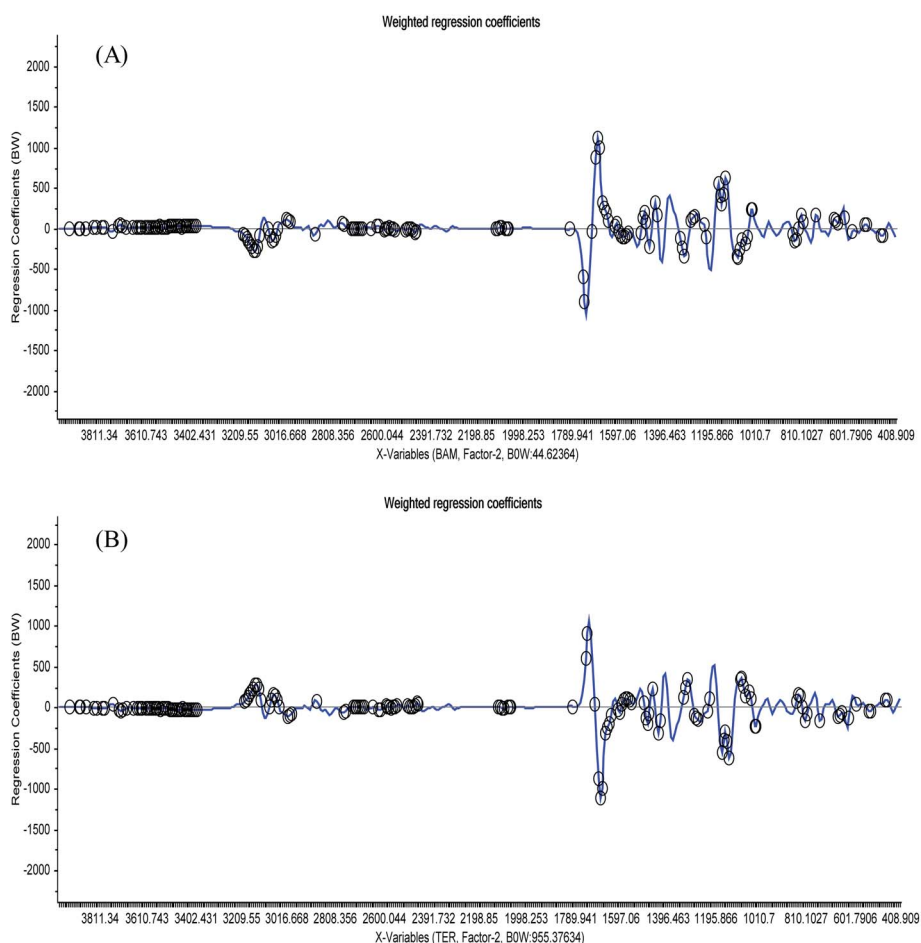 Weighted regression coefficients
(A)
2000
1500
1000
500
0
-500
-1000
-1500
-2000
Regression Coefficients (BW)
3811.34 3610.743 3402.431 3209.55 3016.668 2808.356 2600.044 2391.732 2198.85 1998.253 1789.941 1597.06 1396.463 1195.866 1010.7 810.1027 601.7906 408.909
X-Variables (BAM, Factor-2, B0W:44.62364)
Weighted regression coefficients
(B)
2000
1500
1000
500
0
-500
-1000
-1500
-2000
Regression Coefficients (BW)
3811.34 3610.743 3402.431 3209.55 3016.668 2808.356 2600.044 2391.732 2198.85 1998.253 1789.941 1597.06 1396.463 1195.866 1010.7 810.1027 601.7906 408.909
X-Variables (TER, Factor-2, B0W:955.37634)